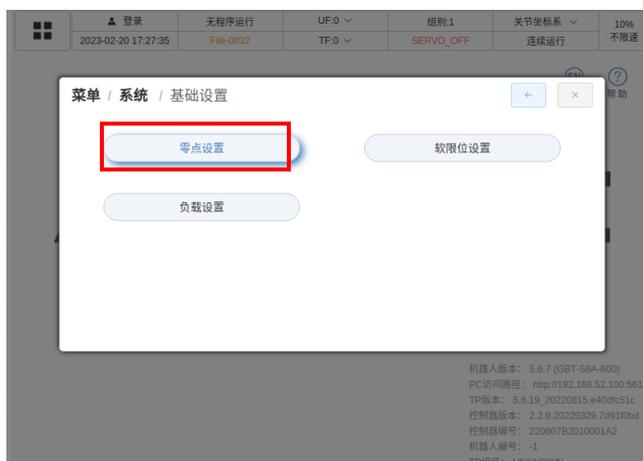 登录 无程序运行 UF:0 组别:1 关节坐标系 10%
2023-02-20 17:27:35 File-0032 TF:0 SERVO_OFF 连续运行 不限速
EN ?
帮助
菜单 / 系统 / 基础设置 ← ×
零点设置 软限位设置
负载设置
机器人版本： 5.6.7 (GBT-S6A-600)
PC访问路径： http://192.168.52.100:561
TP版本： 5.6.19_20220815.e40dfc51c
控制器版本： 2.2.9.20220329.7d91f0bd
控制器编号： 220607B2010001A2
机器人编号： -1